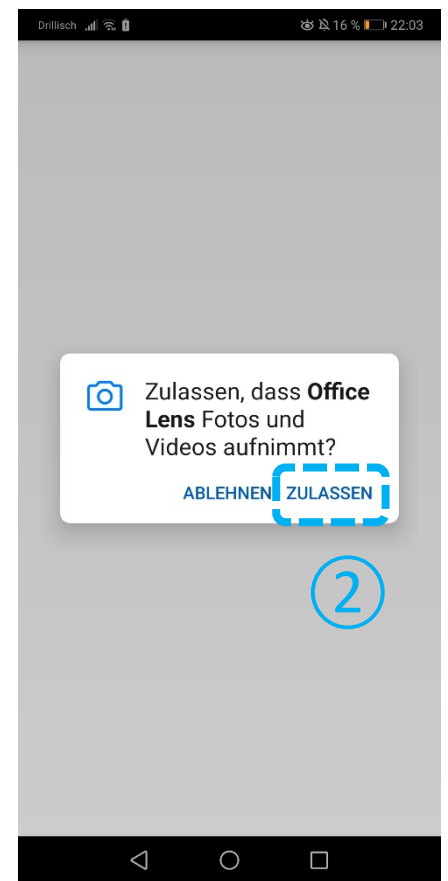 Drillisch 16 % 22:03
Zulassen, dass Office
Lens Fotos und
Videos aufnimmt?
ABLEHNEN ZULASSEN
2